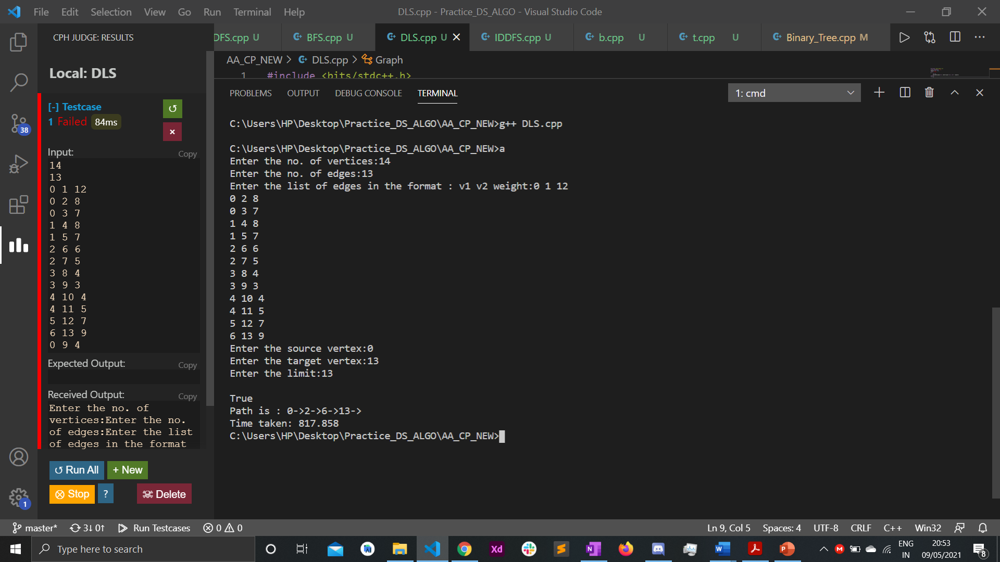 File Edit Selection View Go Run Terminal Help
DLS.cpp - Practice_DS_ALGO - Visual Studio Code
CPH JUDGE: RESULTS
DFS.cpp U
BFS.cpp U
DLS.cpp U
IDDFS.cpp U
b.cpp U
t.cpp U
Binary_Tree.cpp M
AA_CP_NEW > DLS.cpp > Graph
1 #include <bits/stdc++.h>
Local: DLS
[-] Testcase
1 Failed 84ms
Input:
Copy
14
13
0 1 12
0 2 8
0 3 7
1 4 8
1 5 7
2 6 6
2 7 5
3 8 4
3 9 3
4 10 4
4 11 5
5 12 7
6 13 9
0 9 4
Expected Output:
Copy
Received Output:
Copy
Enter the no. of
vertices:Enter the no.
of edges:Enter the list
of edges in the format
Run All
+ New
Stop
?
Delete
38
1
PROBLEMS OUTPUT DEBUG CONSOLE TERMINAL
1: cmd
C:\Users\HP\Desktop\Practice_DS_ALGO\AA_CP_NEW>g++ DLS.cpp
C:\Users\HP\Desktop\Practice_DS_ALGO\AA_CP_NEW>a
Enter the no. of vertices:14
Enter the no. of edges:13
Enter the list of edges in the format : v1 v2 weight:0 1 12
0 2 8
0 3 7
1 4 8
1 5 7
2 6 6
2 7 5
3 8 4
3 9 3
4 10 4
4 11 5
5 12 7
6 13 9
Enter the source vertex:0
Enter the target vertex:13
Enter the limit:13
True
Path is : 0->2->6->13->
Time taken: 817.858
C:\Users\HP\Desktop\Practice_DS_ALGO\AA_CP_NEW>
master* 3↓ 0↑ Run Testcases 0 0
Ln 9, Col 5 Spaces: 4 UTF-8 CRLF C++ Win32
Type here to search
Xd
S
N
W
P
M
ENG
IN
20:53
09/05/2021
8